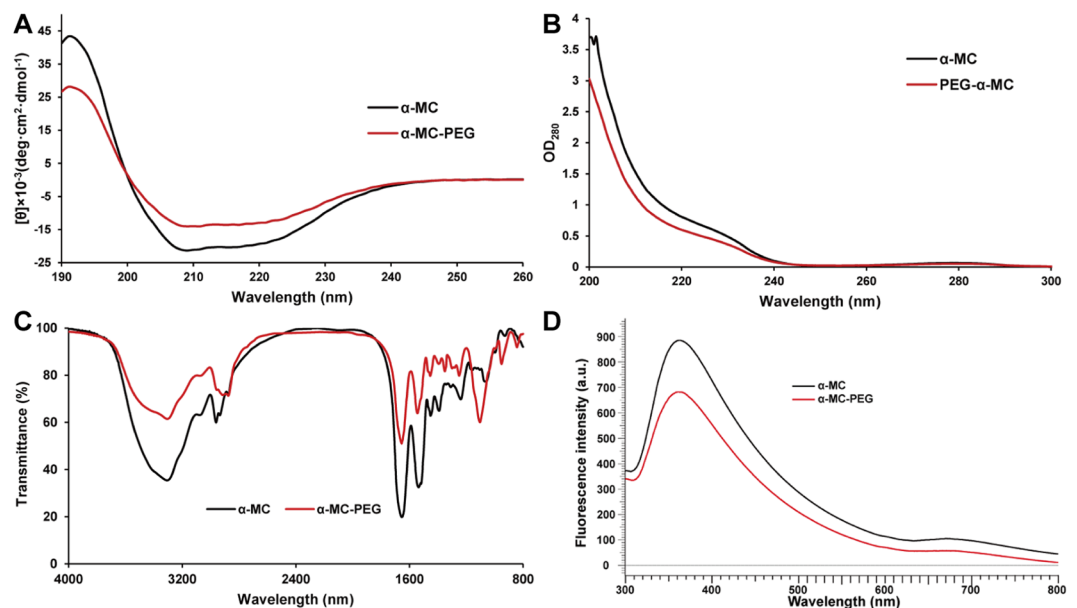 A
[θ]×10⁻³(deg·cm²·dmol⁻¹)
45
35
25
15
5
-5
-15
-25
190
200
210
220
230
240
250
260
Wavelength (nm)
α-MC
α-MC-PEG
B
OD₂₈₀
4
3.5
3
2.5
2
1.5
1
0.5
0
200
220
240
260
280
300
Wavelength (nm)
α-MC
PEG-α-MC
C
Transmittance (%)
100
80
60
40
20
0
4000
3200
2400
1600
800
Wavelength (nm)
α-MC
α-MC-PEG
D
Fluorescence intensity (a.u.)
900
800
700
600
500
400
300
200
100
0
300
400
500
600
700
800
Wavelength (nm)
α-MC
α-MC-PEG